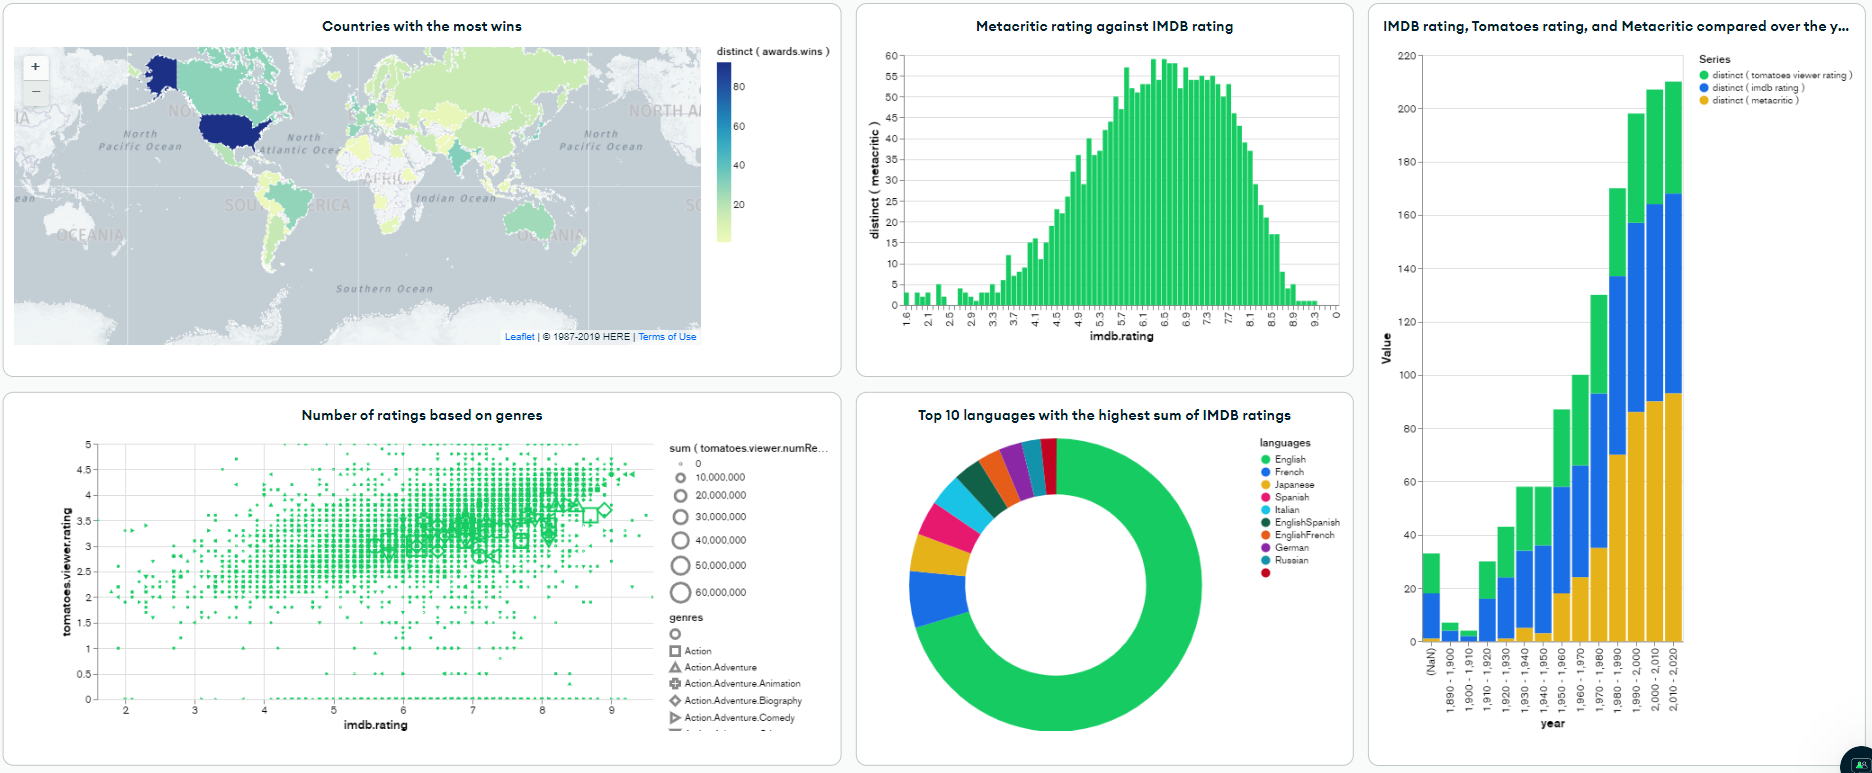 Countries with the most wins
+
−
North
Pacific Ocean
North
Atlantic Ocea
AFRICA
Indian Ocean
OCEANIA
Southern Ocean
North
Pacific Ocean
NORTH A
OCEANIA
Leaflet | © 1987-2019 HERE | Terms of Use
distinct ( awards.wins )
80
60
40
20
Metacritic rating against IMDB rating
distinct ( metacritic )
60
55
50
45
40
35
30
25
20
15
10
5
0
1.6
2.1
2.5
2.9
3.3
3.7
4.1
4.5
4.9
5.3
5.7
6.1
6.5
6.9
7.3
7.7
8.1
8.5
8.9
9.3
0
imdb.rating
IMDB rating, Tomatoes rating, and Metacritic compared over the y...
Series
distinct ( tomatoes viewer rating )
distinct ( imdb rating )
distinct ( metacritic )
Value
220
200
180
160
140
120
100
80
60
40
20
0
(NaN)
1,890 - 1,900
1,900 - 1,910
1,910 - 1,920
1,920 - 1,930
1,930 - 1,940
1,940 - 1,950
1,950 - 1,960
1,960 - 1,970
1,970 - 1,980
1,980 - 1,990
1,990 - 2,000
2,000 - 2,010
2,010 - 2,020
year
Number of ratings based on genres
tomatoes.viewer.rating
5
4.5
4
3.5
3
2.5
2
1.5
1
0.5
0
2
3
4
5
6
7
8
9
imdb.rating
sum ( tomatoes.viewer.numRe...
0
10,000,000
20,000,000
30,000,000
40,000,000
50,000,000
60,000,000
genres
Action
Action.Adventure
Action.Adventure.Animation
Action.Adventure.Biography
Action.Adventure.Comedy
Top 10 languages with the highest sum of IMDB ratings
languages
English
French
Japanese
Spanish
Italian
EnglishSpanish
EnglishFrench
German
Russian